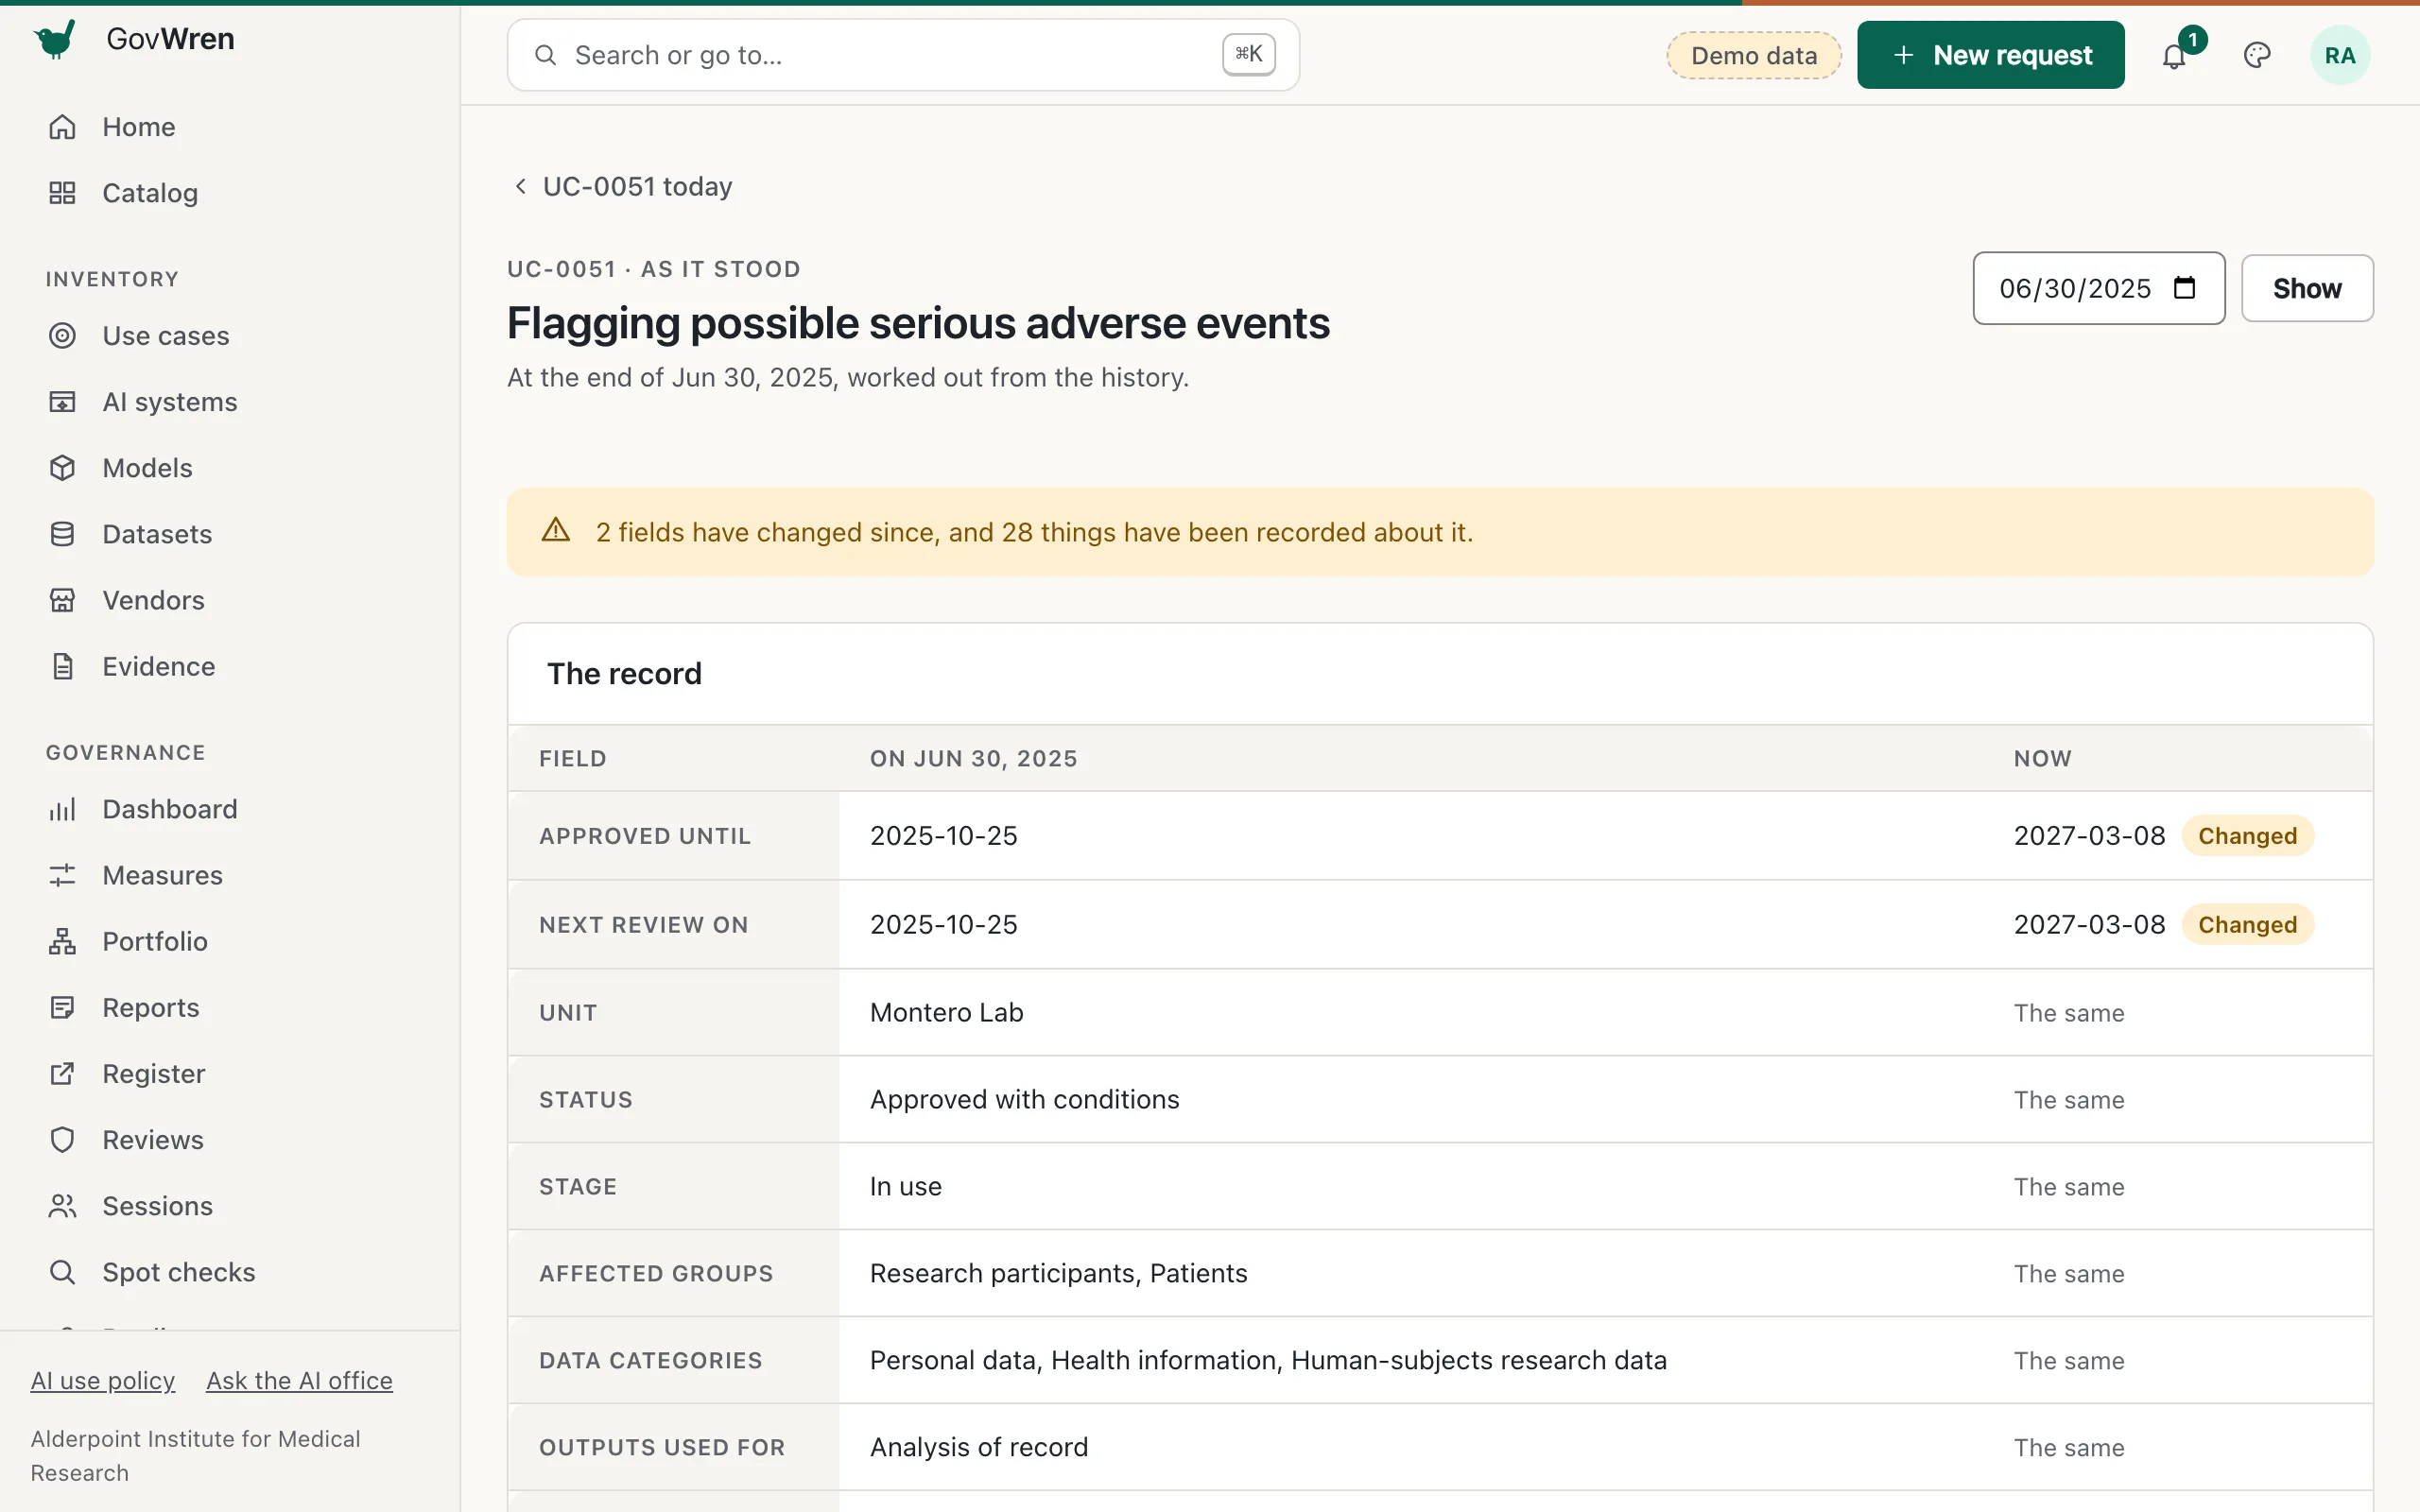 GovWren
Search or go to...
⌘K
Demo data
New request
1
RA
Home
Catalog
INVENTORY
Use cases
AI systems
Models
Datasets
Vendors
Evidence
GOVERNANCE
Dashboard
Measures
Portfolio
Reports
Register
Reviews
Sessions
Spot checks
AI use policy
Ask the AI office
Alderpoint Institute for Medical
Research
UC-0051 today
UC-0051 · AS IT STOOD
Flagging possible serious adverse events
At the end of Jun 30, 2025, worked out from the history.
06/30/2025
Show
2 fields have changed since, and 28 things have been recorded about it.
The record
FIELD ON JUN 30, 2025 NOW
APPROVED UNTIL 2025-10-25 2027-03-08 Changed
NEXT REVIEW ON 2025-10-25 2027-03-08 Changed
UNIT Montero Lab The same
STATUS Approved with conditions The same
STAGE In use The same
AFFECTED GROUPS Research participants, Patients The same
DATA CATEGORIES Personal data, Health information, Human-subjects research data The same
OUTPUTS USED FOR Analysis of record The same